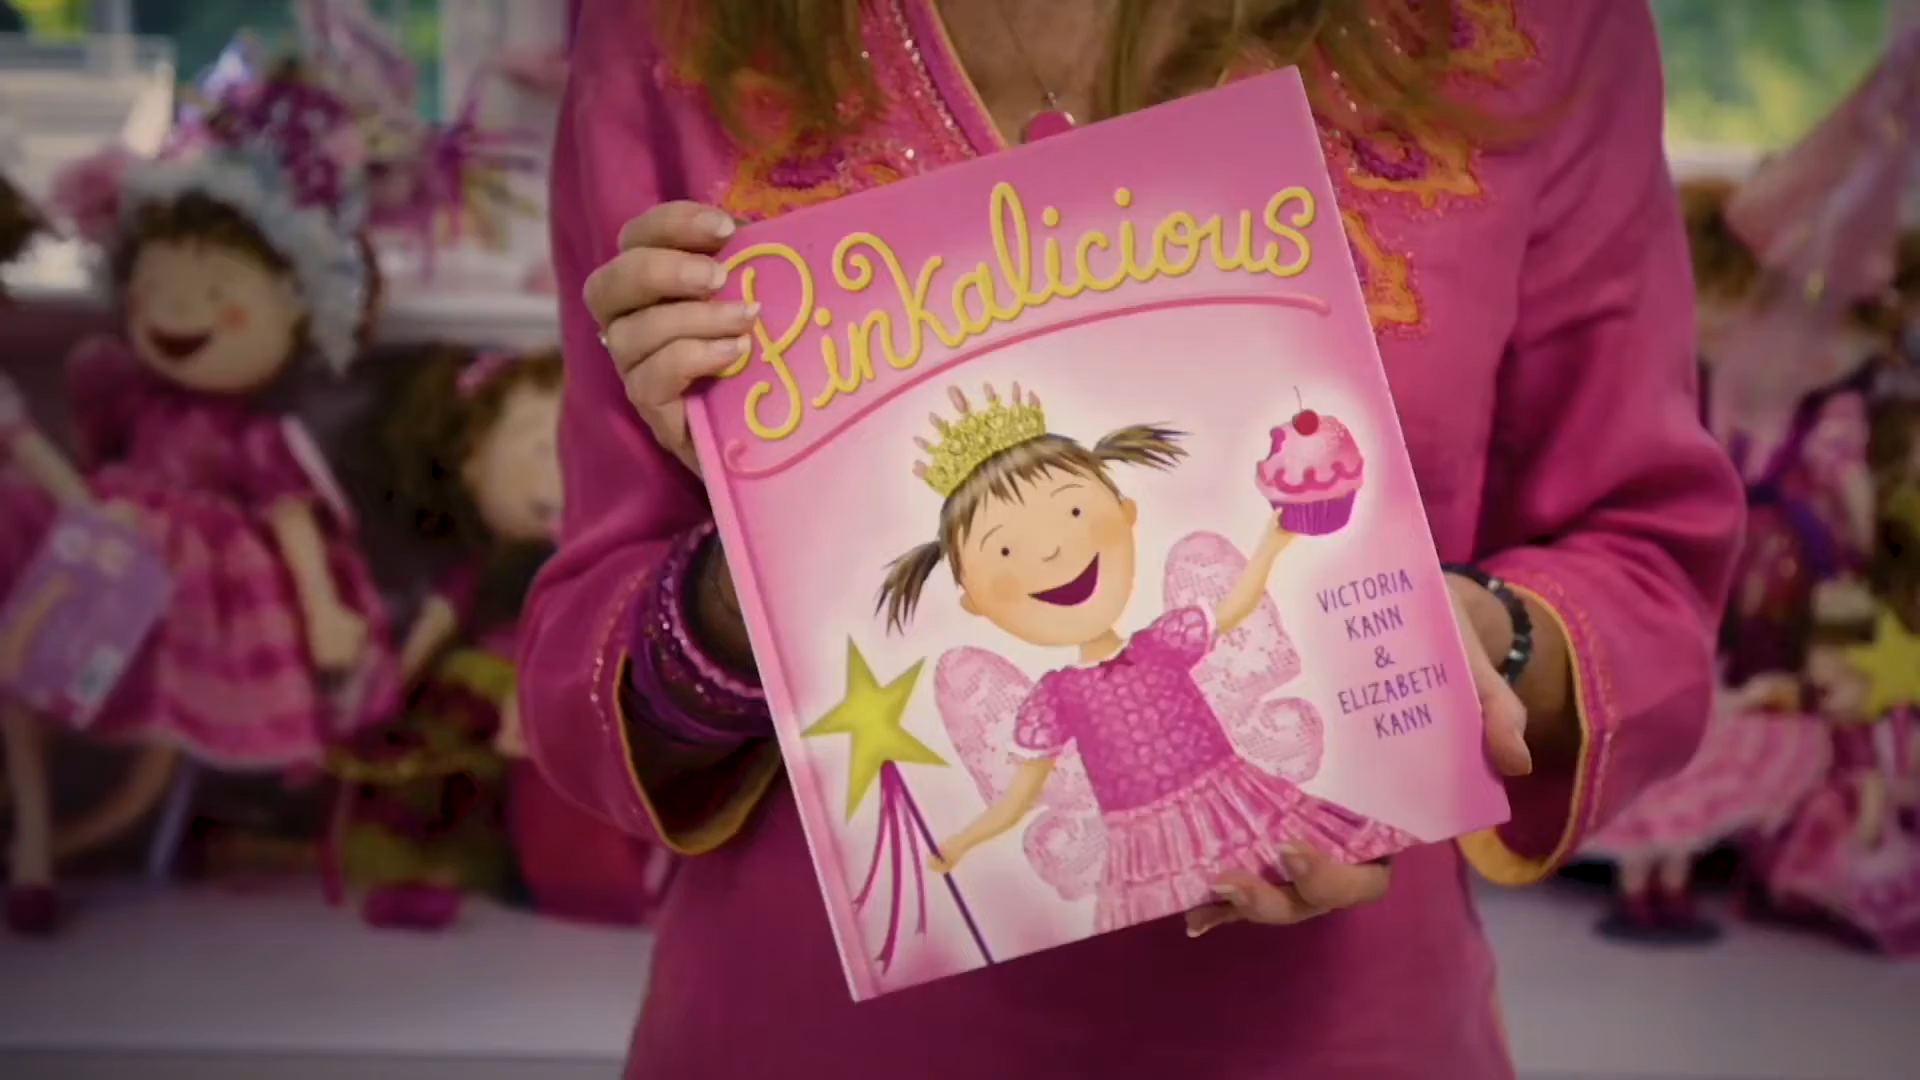 Pinkalicious
VICTORIA
KANN
&
ELIZABETH
KANN